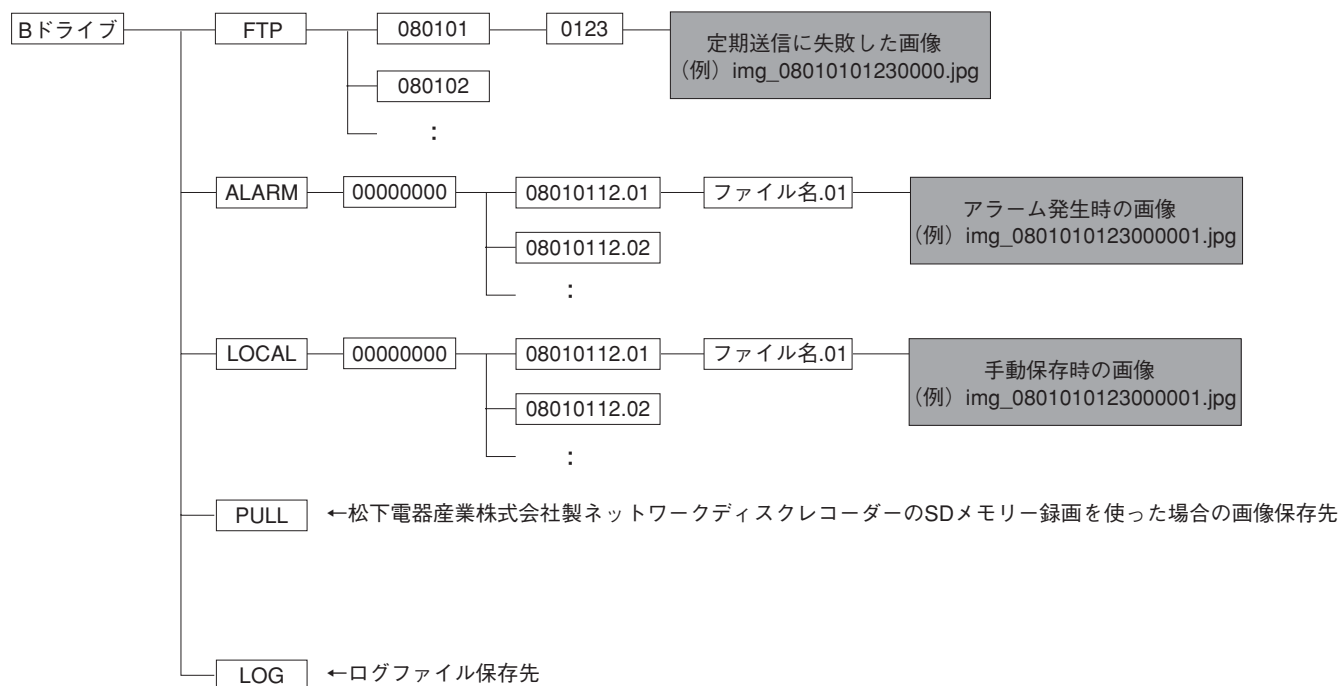 Bドライブ
FTP
080101
0123
定期送信に失敗した画像
（例）img_08010101230000.jpg
080102
：
ALARM
00000000
08010112.01
ファイル名.01
アラーム発生時の画像
（例）img_0801010123000001.jpg
08010112.02
：
LOCAL
00000000
08010112.01
ファイル名.01
手動保存時の画像
（例）img_0801010123000001.jpg
08010112.02
：
PULL
←松下電器産業株式会社製ネットワークディスクレコーダーのSDメモリー録画を使った場合の画像保存先
LOG
←ログファイル保存先